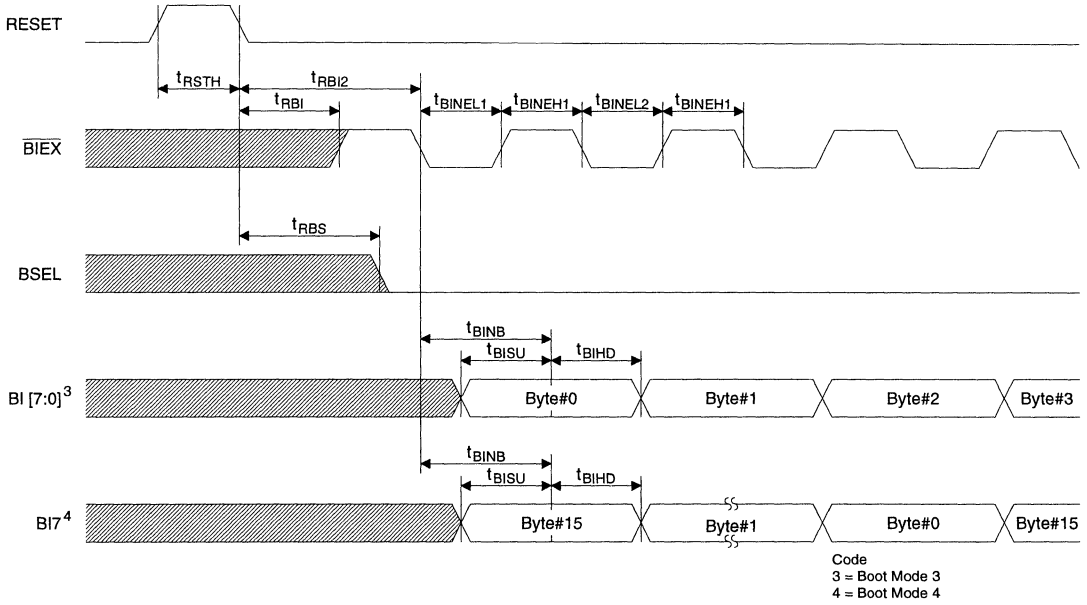 RESET
tRSTH
tRBI2
tRBI
tBINEL1
tBINEH1
tBINEL2
tBINEH1
BIEX
tRBS
BSEL
tBINB
tBISU
tBIHD
BI [7:0]3
Byte#0
Byte#1
Byte#2
Byte#3
tBINB
tBISU
tBIHD
BI74
Byte#15
Byte#1
Byte#0
Byte#15
Code
3 = Boot Mode 3
4 = Boot Mode 4